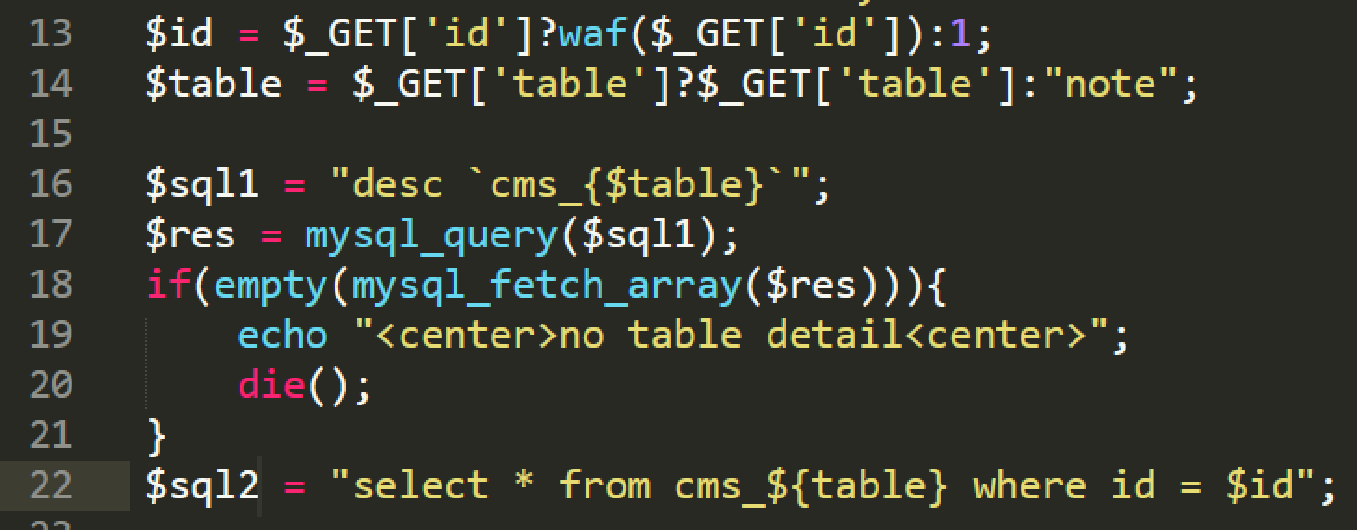 13 $id = $_GET['id']?waf($_GET['id']):1;
14 $table = $_GET['table']?$_GET['table']:"note";
15
16 $sql1 = "desc `cms_{$table}`";
17 $res = mysql_query($sql1);
18 if(empty(mysql_fetch_array($res))){
19 echo "<center>no table detail<center>";
20 die();
21 }
22 $sql2 = "select * from cms_${table} where id = $id";
23